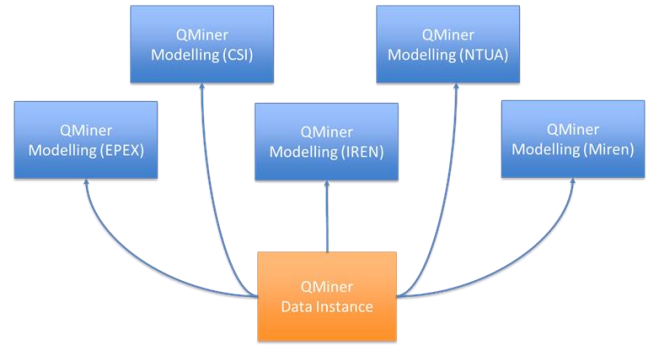 QMiner
Modelling (CSI)
QMiner
Modelling (NTUA)
QMiner
Modelling (EPEX)
QMiner
Modelling (IREN)
QMiner
Modelling (Miren)
QMiner
Data Instance